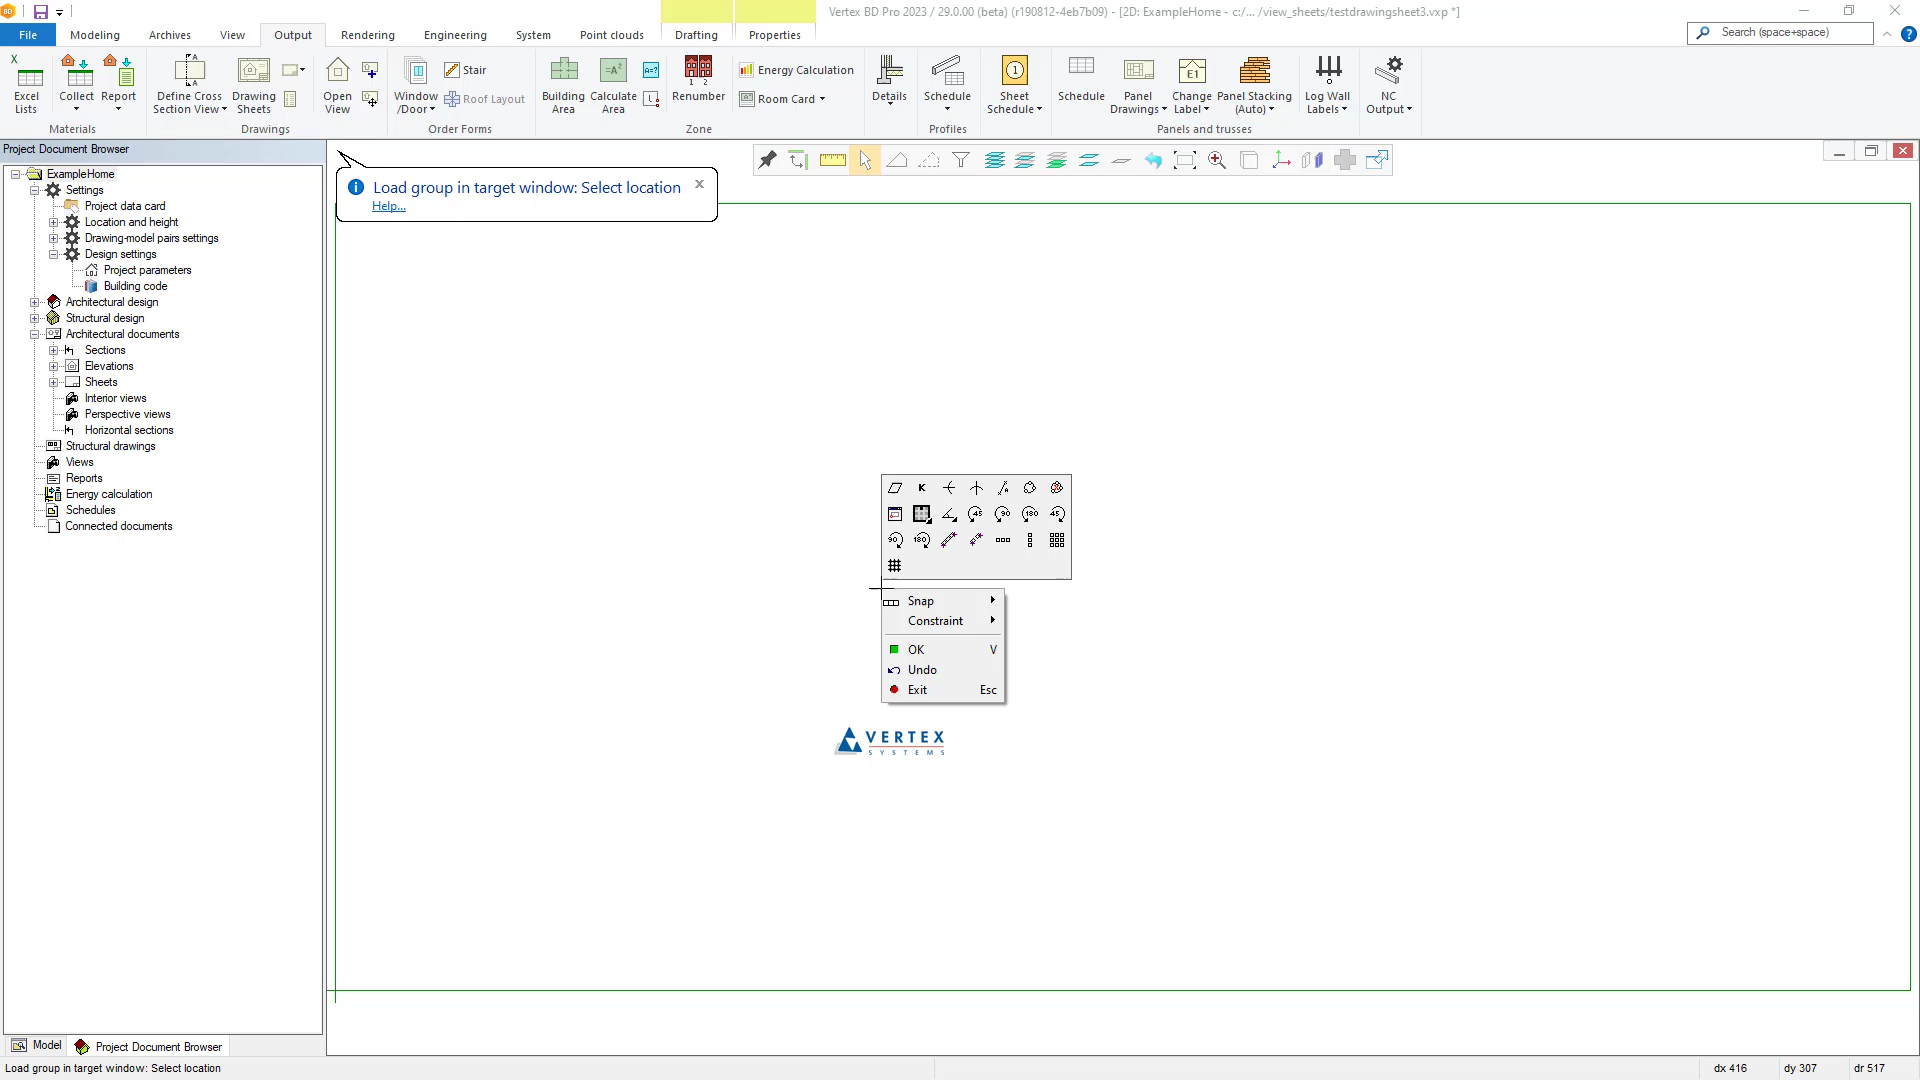 Vertex BD Pro 2023 / 29.0.00 (beta) (r190812-4eb7b09) - [2D: ExampleHome - c:/... /view_sheets/testdrawingsheet3.vxp *]
File Modeling Archives View Output Rendering Engineering System Point clouds Drafting Properties
Search (space+space)
Excel Lists
Collect
Report
Materials
Define Cross Section View
Drawing Sheets
Drawings
Open View
Window /Door
Stair
Roof Layout
Order Forms
Building Area
Calculate Area
Renumber
Energy Calculation
Room Card
Zone
Details
Schedule
Profiles
Sheet Schedule
Schedule
Panel Drawings
Change Label
Panel Stacking (Auto)
Log Wall Labels
Panels and trusses
NC Output
Project Document Browser
ExampleHome
Settings
Project data card
Location and height
Drawing-model pairs settings
Design settings
Project parameters
Building code
Architectural design
Structural design
Architectural documents
Sections
Elevations
Sheets
Interior views
Perspective views
Horizontal sections
Structural drawings
Views
Reports
Energy calculation
Schedules
Connected documents
Load group in target window: Select location
Help...
K
45 90 180 45
90 180
Snap
Constraint
OK V
Undo
Exit Esc
VERTEX
SYSTEMS
Model Project Document Browser
Load group in target window: Select location
dx 416 dy 307 dr 517